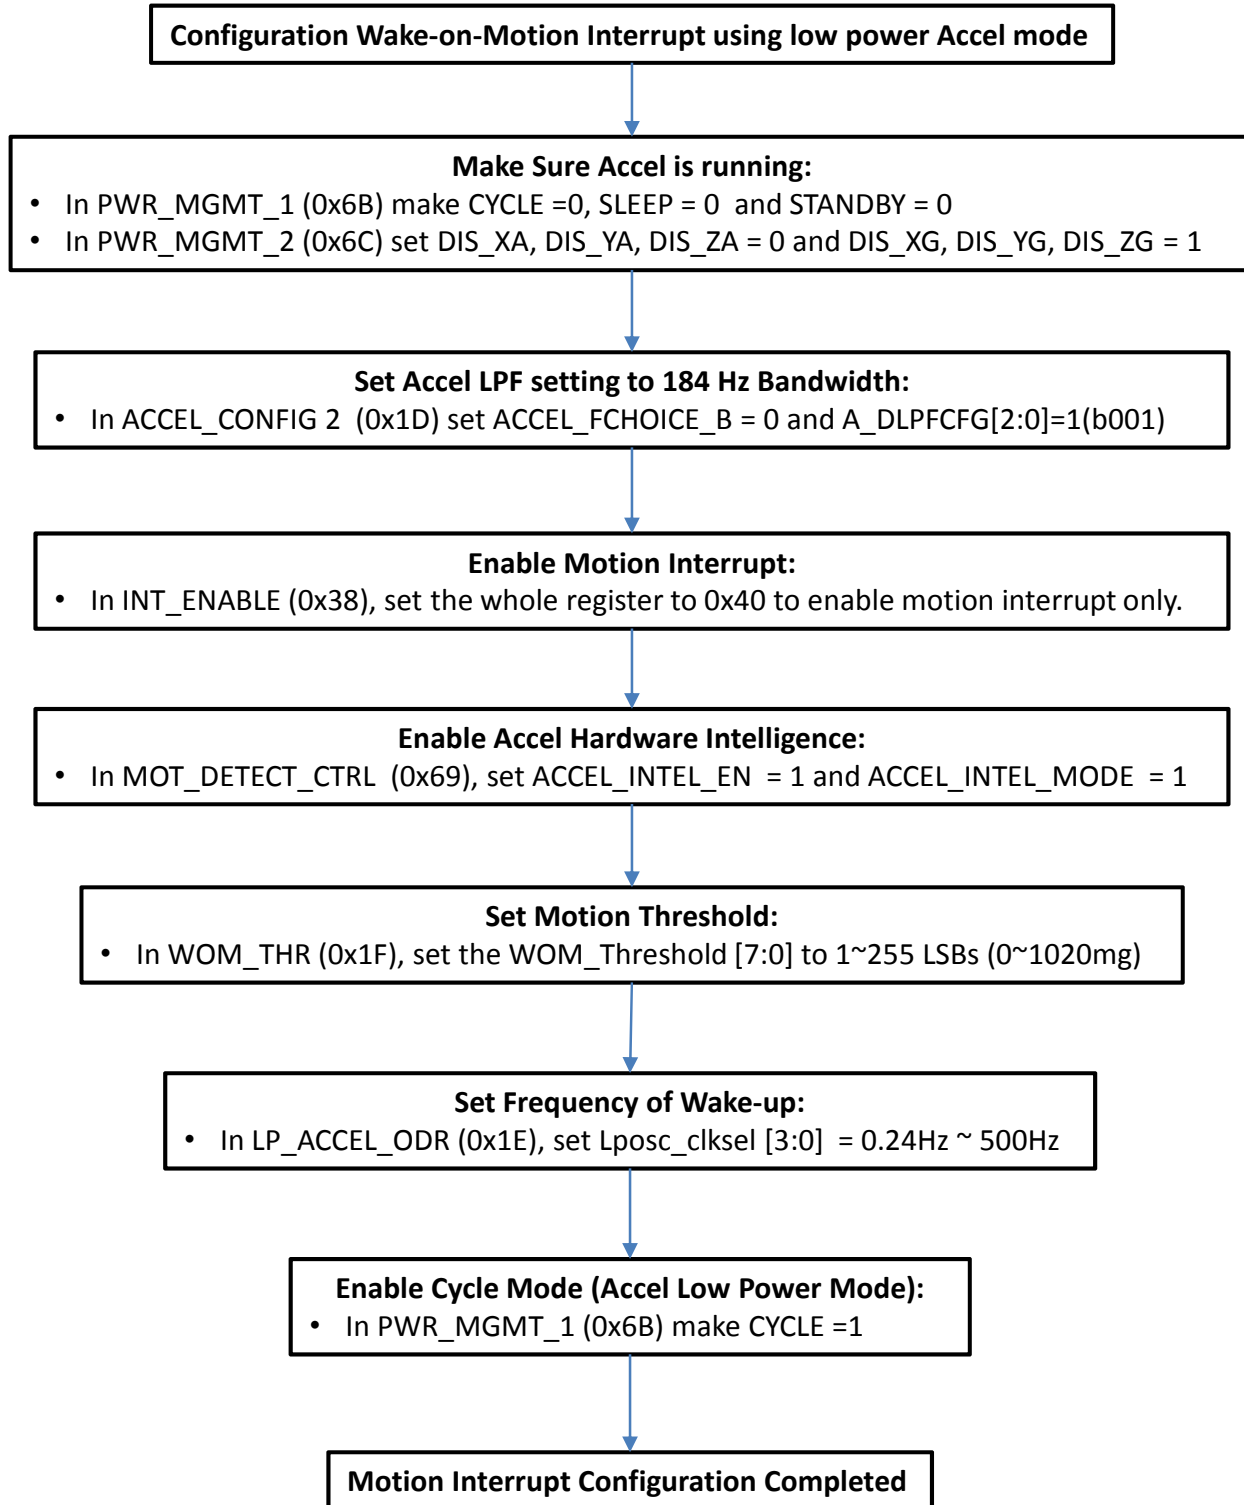 Configuration Wake-on-Motion Interrupt using low power Accel mode
Make Sure Accel is running:
• In PWR_MGMT_1 (0x6B) make CYCLE =0, SLEEP = 0 and STANDBY = 0
• In PWR_MGMT_2 (0x6C) set DIS_XA, DIS_YA, DIS_ZA = 0 and DIS_XG, DIS_YG, DIS_ZG = 1
Set Accel LPF setting to 184 Hz Bandwidth:
• In ACCEL_CONFIG 2 (0x1D) set ACCEL_FCHOICE_B = 0 and A_DLPFCFG[2:0]=1(b001)
Enable Motion Interrupt:
• In INT_ENABLE (0x38), set the whole register to 0x40 to enable motion interrupt only.
Enable Accel Hardware Intelligence:
• In MOT_DETECT_CTRL (0x69), set ACCEL_INTEL_EN = 1 and ACCEL_INTEL_MODE = 1
Set Motion Threshold:
• In WOM_THR (0x1F), set the WOM_Threshold [7:0] to 1~255 LSBs (0~1020mg)
Set Frequency of Wake-up:
• In LP_ACCEL_ODR (0x1E), set Lposc_clksel [3:0] = 0.24Hz ~ 500Hz
Enable Cycle Mode (Accel Low Power Mode):
• In PWR_MGMT_1 (0x6B) make CYCLE =1
Motion Interrupt Configuration Completed